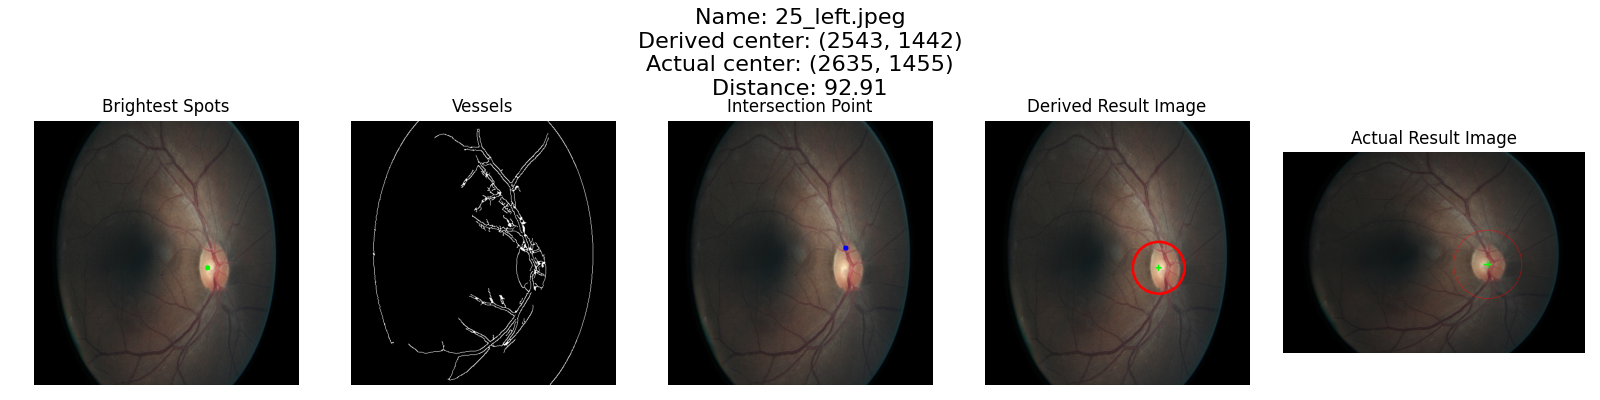 Name: 25_left.jpeg
Derived center: (2543, 1442)
Actual center: (2635, 1455)
Distance: 92.91
Brightest Spots
Vessels
Intersection Point
Derived Result Image
Actual Result Image